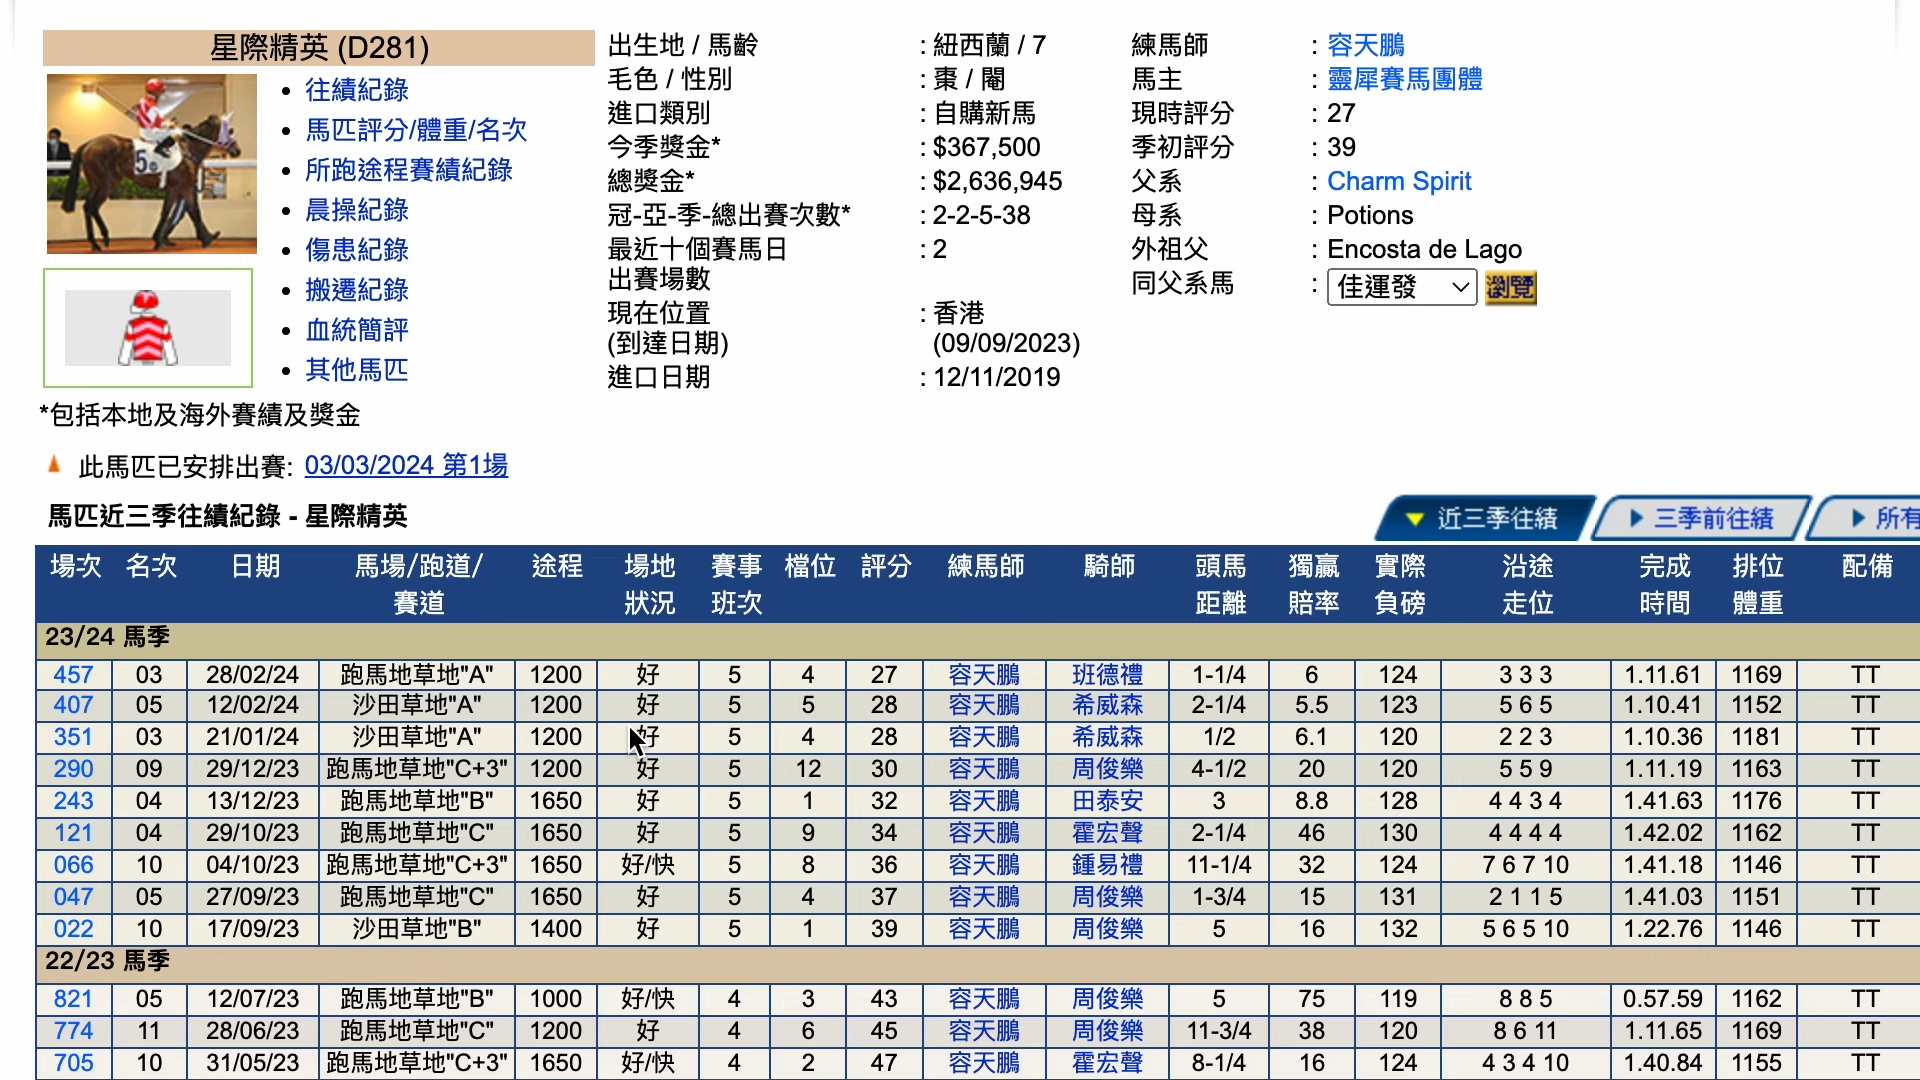 星際精英 (D281)
往績紀錄
馬匹評分/體重/名次
所跑途程賽績紀錄
晨操紀錄
傷患紀錄
搬遷紀錄
血統簡評
其他馬匹
出生地 / 馬齡 : 紐西蘭 / 7
毛色 / 性別 : 棗 / 閹
進口類別 : 自購新馬
今季獎金* : $367,500
總獎金* : $2,636,945
冠-亞-季-總出賽次數* : 2-2-5-38
最近十個賽馬日 : 2
出賽場數
現在位置 : 香港
(到達日期) (09/09/2023)
進口日期 : 12/11/2019
練馬師 : 容天鵬
馬主 : 靈犀賽馬團體
現時評分 : 27
季初評分 : 39
父系 : Charm Spirit
母系 : Potions
外祖父 : Encosta de Lago
同父系馬 : 佳運發 瀏覽
*包括本地及海外賽績及獎金
此馬匹已安排出賽: 03/03/2024 第1場
馬匹近三季往績紀錄 - 星際精英
近三季往績 三季前往績 所有
場次 名次 日期 馬場/跑道/ 途程 場地 賽事 檔位 評分 練馬師 騎師 頭馬 獨贏 實際 沿途 完成 排位 配備
賽道 狀況 班次 距離 賠率 負磅 走位 時間 體重
23/24 馬季
457 03 28/02/24 跑馬地草地"A" 1200 好 5 4 27 容天鵬 班德禮 1-1/4 6 124 3 3 3 1.11.61 1169 TT
407 05 12/02/24 沙田草地"A" 1200 好 5 5 28 容天鵬 希威森 2-1/4 5.5 123 5 6 5 1.10.41 1152 TT
351 03 21/01/24 沙田草地"A" 1200 好 5 4 28 容天鵬 希威森 1/2 6.1 120 2 2 3 1.10.36 1181 TT
290 09 29/12/23 跑馬地草地"C+3" 1200 好 5 12 30 容天鵬 周俊樂 4-1/2 20 120 5 5 9 1.11.19 1163 TT
243 04 13/12/23 跑馬地草地"B" 1650 好 5 1 32 容天鵬 田泰安 3 8.8 128 4 4 3 4 1.41.63 1176 TT
121 04 29/10/23 跑馬地草地"C" 1650 好 5 9 34 容天鵬 霍宏聲 2-1/4 46 130 4 4 4 4 1.42.02 1162 TT
066 10 04/10/23 跑馬地草地"C+3" 1650 好/快 5 8 36 容天鵬 鍾易禮 11-1/4 32 124 7 6 7 10 1.41.18 1146 TT
047 05 27/09/23 跑馬地草地"C" 1650 好 5 4 37 容天鵬 周俊樂 1-3/4 15 131 2 1 1 5 1.41.03 1151 TT
022 10 17/09/23 沙田草地"B" 1400 好 5 1 39 容天鵬 周俊樂 5 16 132 5 6 5 10 1.22.76 1146 TT
22/23 馬季
821 05 12/07/23 跑馬地草地"B" 1000 好/快 4 3 43 容天鵬 周俊樂 5 75 119 8 8 5 0.57.59 1162 TT
774 11 28/06/23 跑馬地草地"C" 1200 好 4 6 45 容天鵬 周俊樂 11-3/4 38 120 8 6 11 1.11.65 1169 TT
705 10 31/05/23 跑馬地草地"C+3" 1650 好/快 4 2 47 容天鵬 霍宏聲 8-1/4 16 124 4 3 4 10 1.40.84 1155 TT